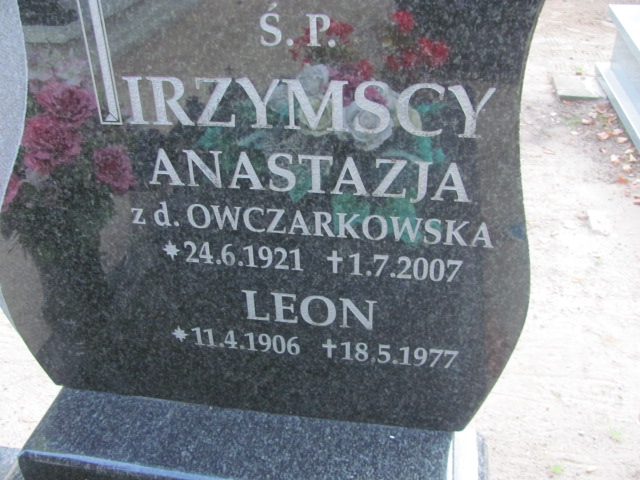 Ś. P.
IRZYMSCY
ANASTAZJA
z d. OWCZARKOWSKA
*24.6.1921 †1.7.2007
LEON
*11.4.1906 †18.5.1977